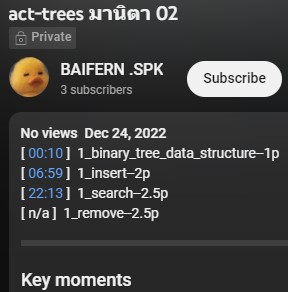 act-trees มานิตา 02
Private
BAIFERN .SPK
3 subscribers
Subscribe
No views Dec 24, 2022
[ 00:10 ] 1_binary_tree_data_structure--1p
[ 06:59 ] 1_insert--2p
[ 22:13 ] 1_search--2.5p
[ n/a ] 1_remove--2.5p
Key moments